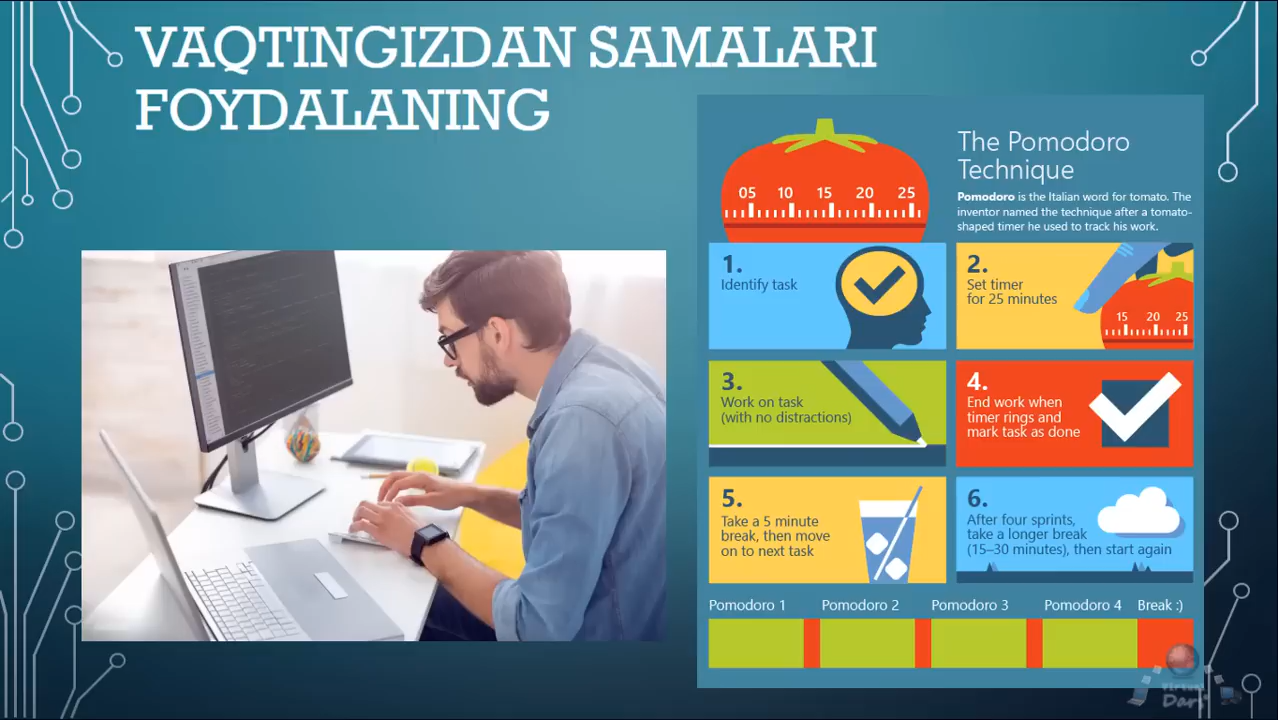 VAQTINGIZDAN SAMALARI
FOYDALANING
The Pomodoro
Technique
Pomodoro is the Italian word for tomato. The
inventor named the technique after a tomato-
shaped timer he used to track his work.
05 10 15 20 25
1.
Identify task
2.
Set timer
for 25 minutes
15 20 25
3.
Work on task
(with no distractions)
4.
End work when
timer rings and
mark task as done
5.
Take a 5 minute
break, then move
on to next task
6.
After four sprints,
take a longer break
(15–30 minutes), then start again
Pomodoro 1 Pomodoro 2 Pomodoro 3 Pomodoro 4 Break :)
Virtual
Dars